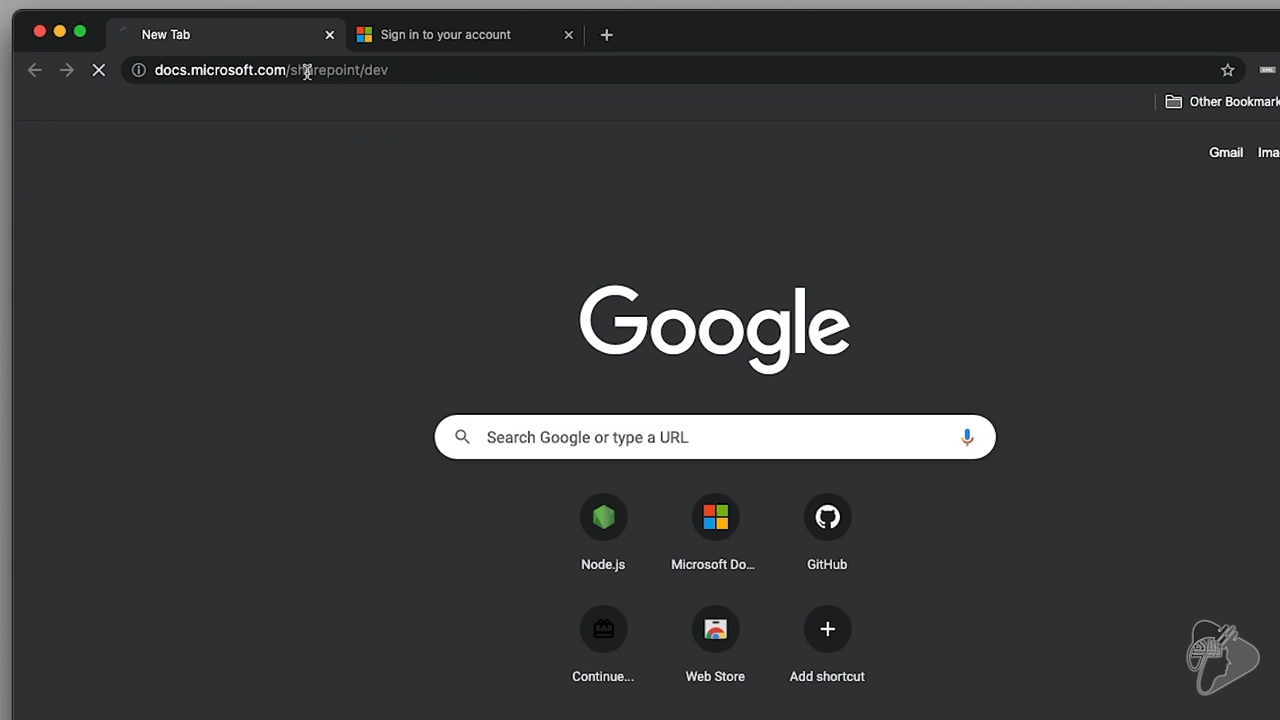 New Tab
Sign in to your account
docs.microsoft.com/sharepoint/dev
Other Bookmark
Gmail Ima
Google
Search Google or type a URL
Node.js Microsoft Do... GitHub
Continue... Web Store Add shortcut